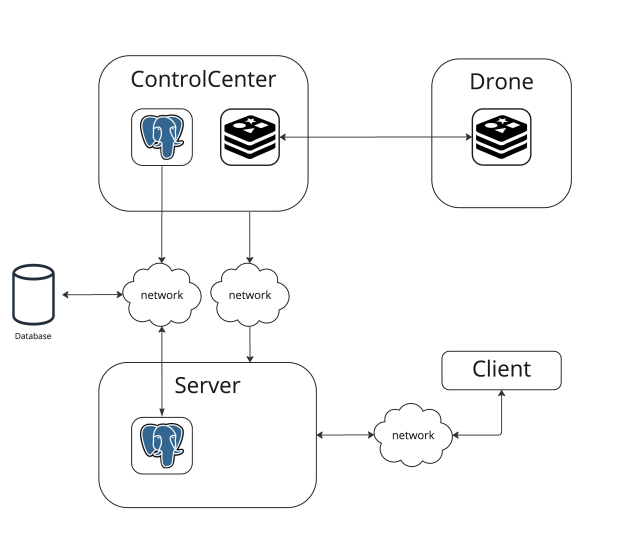 ControlCenter
Drone
network
network
Database
Server
Client
network